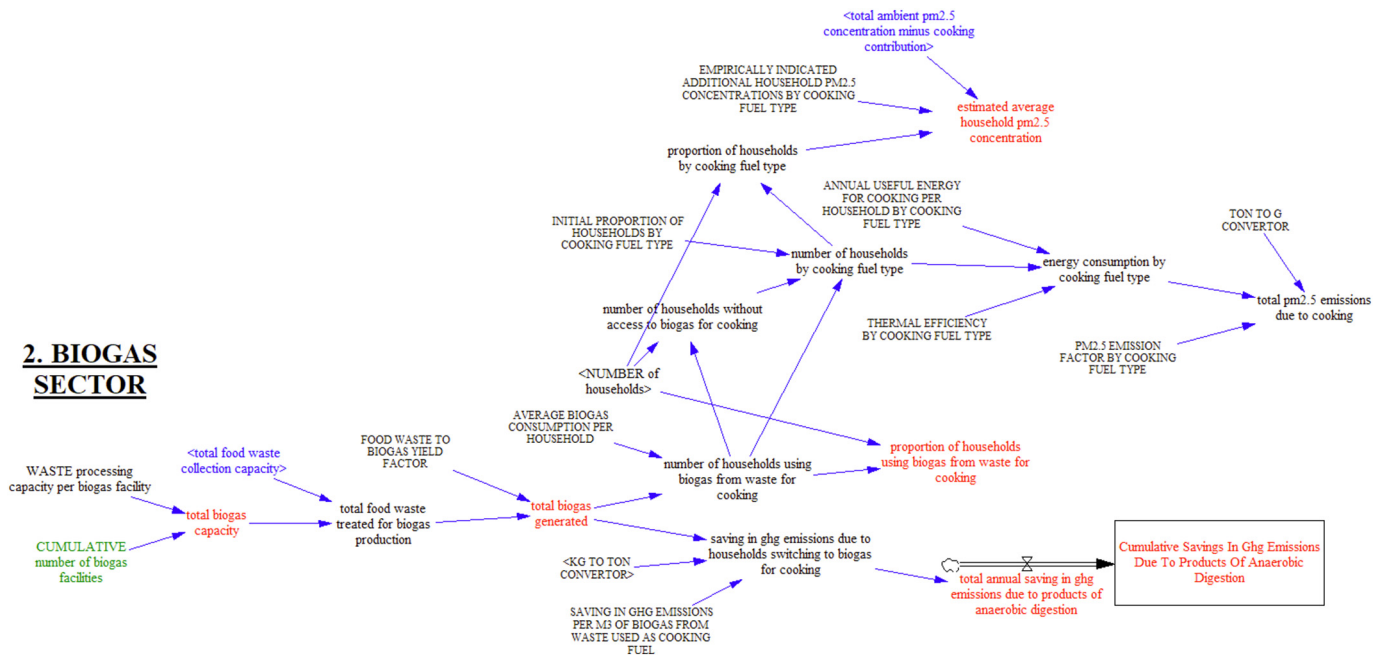 <total ambient pm2.5
concentration minus cooking
contribution>
EMPIRICALLY INDICATED
ADDITIONAL HOUSEHOLD PM2.5
CONCENTRATIONS BY COOKING
FUEL TYPE
estimated average
household pm2.5
concentration
proportion of households
by cooking fuel type
ANNUAL USEFUL ENERGY
FOR COOKING PER
HOUSEHOLD BY COOKING
FUEL TYPE
INITIAL PROPORTION OF
HOUSEHOLDS BY
COOKING FUEL TYPE
TON TO G
CONVERTOR
number of households
by cooking fuel type
energy consumption by
cooking fuel type
number of households without
access to biogas for cooking
total pm2.5 emissions
due to cooking
THERMAL EFFICIENCY
BY COOKING FUEL TYPE
PM2.5 EMISSION
FACTOR BY COOKING
FUEL TYPE
2. BIOGAS
SECTOR
<NUMBER of
households>
AVERAGE BIOGAS
CONSUMPTION PER
HOUSEHOLD
FOOD WASTE TO
BIOGAS YIELD
FACTOR
proportion of households
using biogas from waste for
cooking
<total food waste
collection capacity>
number of households using
biogas from waste for
cooking
WASTE processing
capacity per biogas facility
total biogas
capacity
total food waste
treated for biogas
production
total biogas
generated
CUMULATIVE
number of biogas
facilities
saving in ghg emissions due to
households switching to biogas
for cooking
<KG TO TON
CONVERTOR>
Cumulative Savings In Ghg Emissions
Due To Products Of Anaerobic
Digestion
total annual saving in ghg
emissions due to products of
anaerobic digestion
SAVING IN GHG EMISSIONS
PER M3 OF BIOGAS FROM
WASTE USED AS COOKING
FUEL